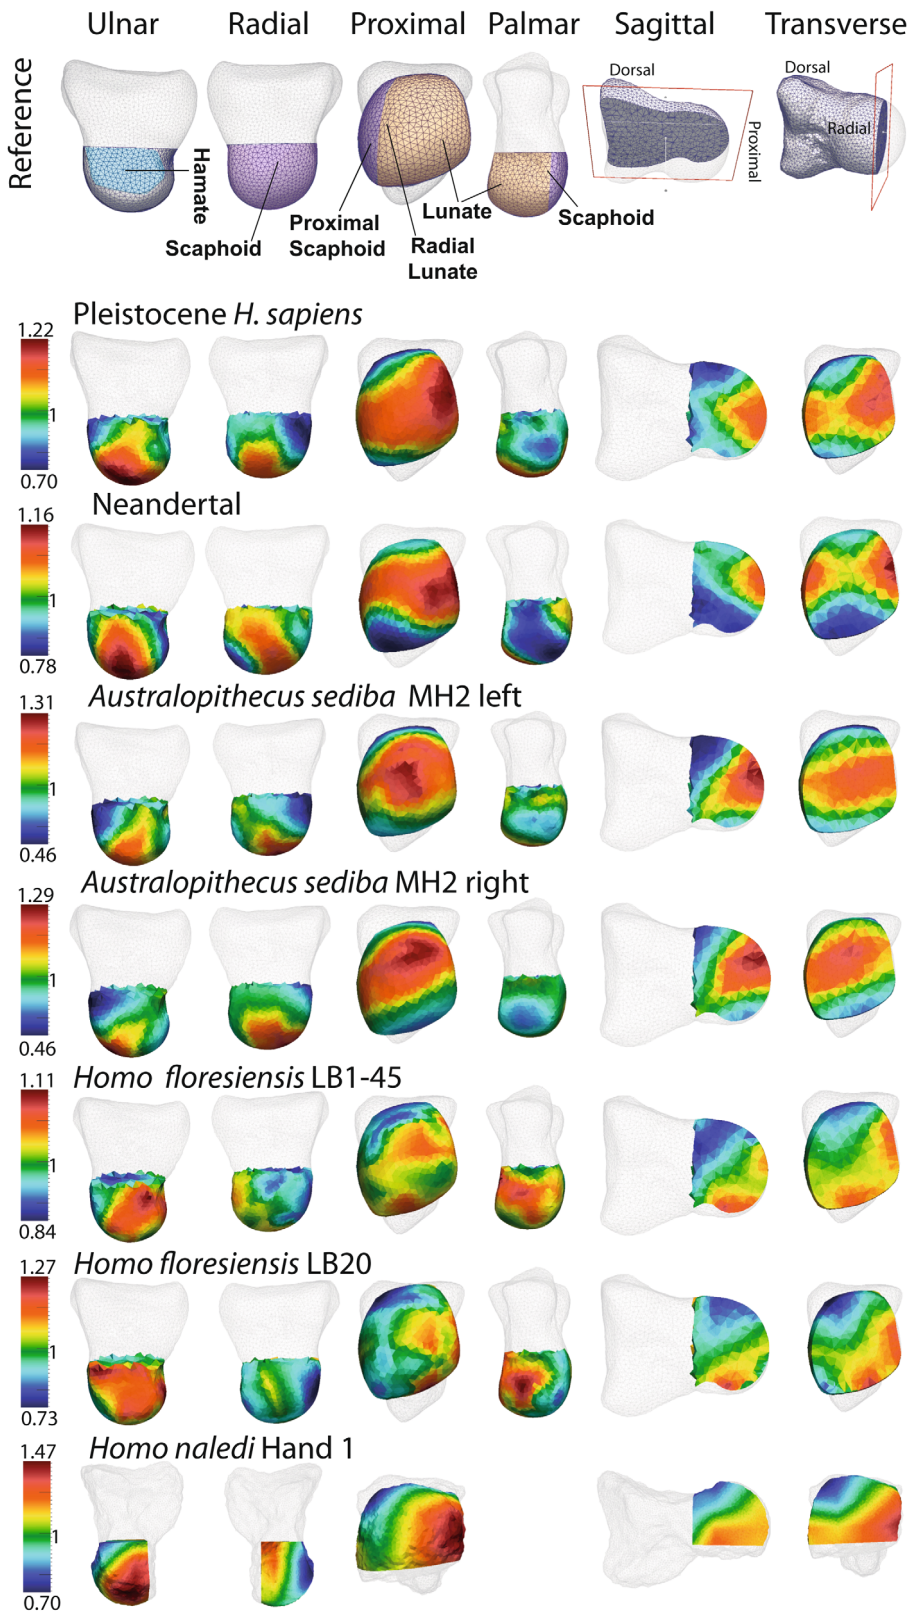 Ulnar Radial Proximal Palmar Sagittal Transverse
Reference
Dorsal
Dorsal
Radial
Proximal
Hamate
Scaphoid
Proximal
Scaphoid
Lunate
Radial
Lunate
Scaphoid
Pleistocene H. sapiens
1.22
1
0.70
Neandertal
1.16
1
0.78
Australopithecus sediba MH2 left
1.31
1
0.46
Australopithecus sediba MH2 right
1.29
1
0.46
Homo floresiensis LB1-45
1.11
1
0.84
Homo floresiensis LB20
1.27
1
0.73
Homo naledi Hand 1
1.47
1
0.70